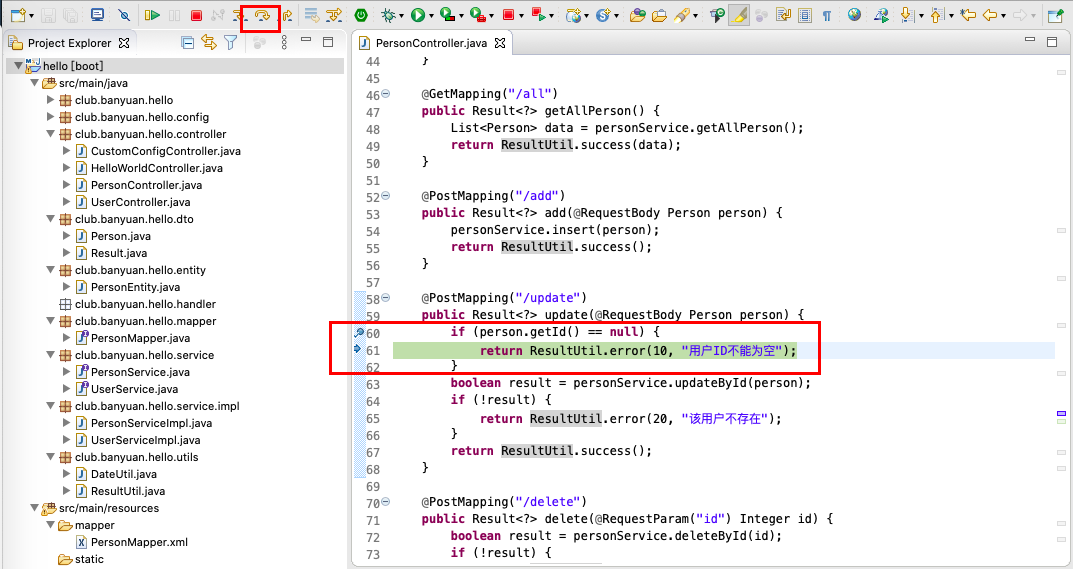 Project Explorer
hello [boot]
src/main/java
club.banyuan.hello
club.banyuan.hello.config
club.banyuan.hello.controller
CustomConfigController.java
HelloWorldController.java
PersonController.java
UserController.java
club.banyuan.hello.dto
Person.java
Result.java
club.banyuan.hello.entity
PersonEntity.java
club.banyuan.hello.handler
club.banyuan.hello.mapper
PersonMapper.java
club.banyuan.hello.service
PersonService.java
UserService.java
club.banyuan.hello.service.impl
PersonServiceImpl.java
UserServiceImpl.java
club.banyuan.hello.utils
DateUtil.java
ResultUtil.java
src/main/resources
mapper
PersonMapper.xml
static
PersonController.java
44 }
45
46 @GetMapping("/all")
47 public Result<?> getAllPerson() {
48 List<Person> data = personService.getAllPerson();
49 return ResultUtil.success(data);
50 }
51
52 @PostMapping("/add")
53 public Result<?> add(@RequestBody Person person) {
54 personService.insert(person);
55 return ResultUtil.success();
56 }
57
58 @PostMapping("/update")
59 public Result<?> update(@RequestBody Person person) {
60 if (person.getId() == null) {
61 return ResultUtil.error(10, "用户ID不能为空");
62 }
63 boolean result = personService.updateById(person);
64 if (!result) {
65 return ResultUtil.error(20, "该用户不存在");
66 }
67 return ResultUtil.success();
68 }
69
70 @PostMapping("/delete")
71 public Result<?> delete(@RequestParam("id") Integer id) {
72 boolean result = personService.deleteById(id);
73 if (!result) {